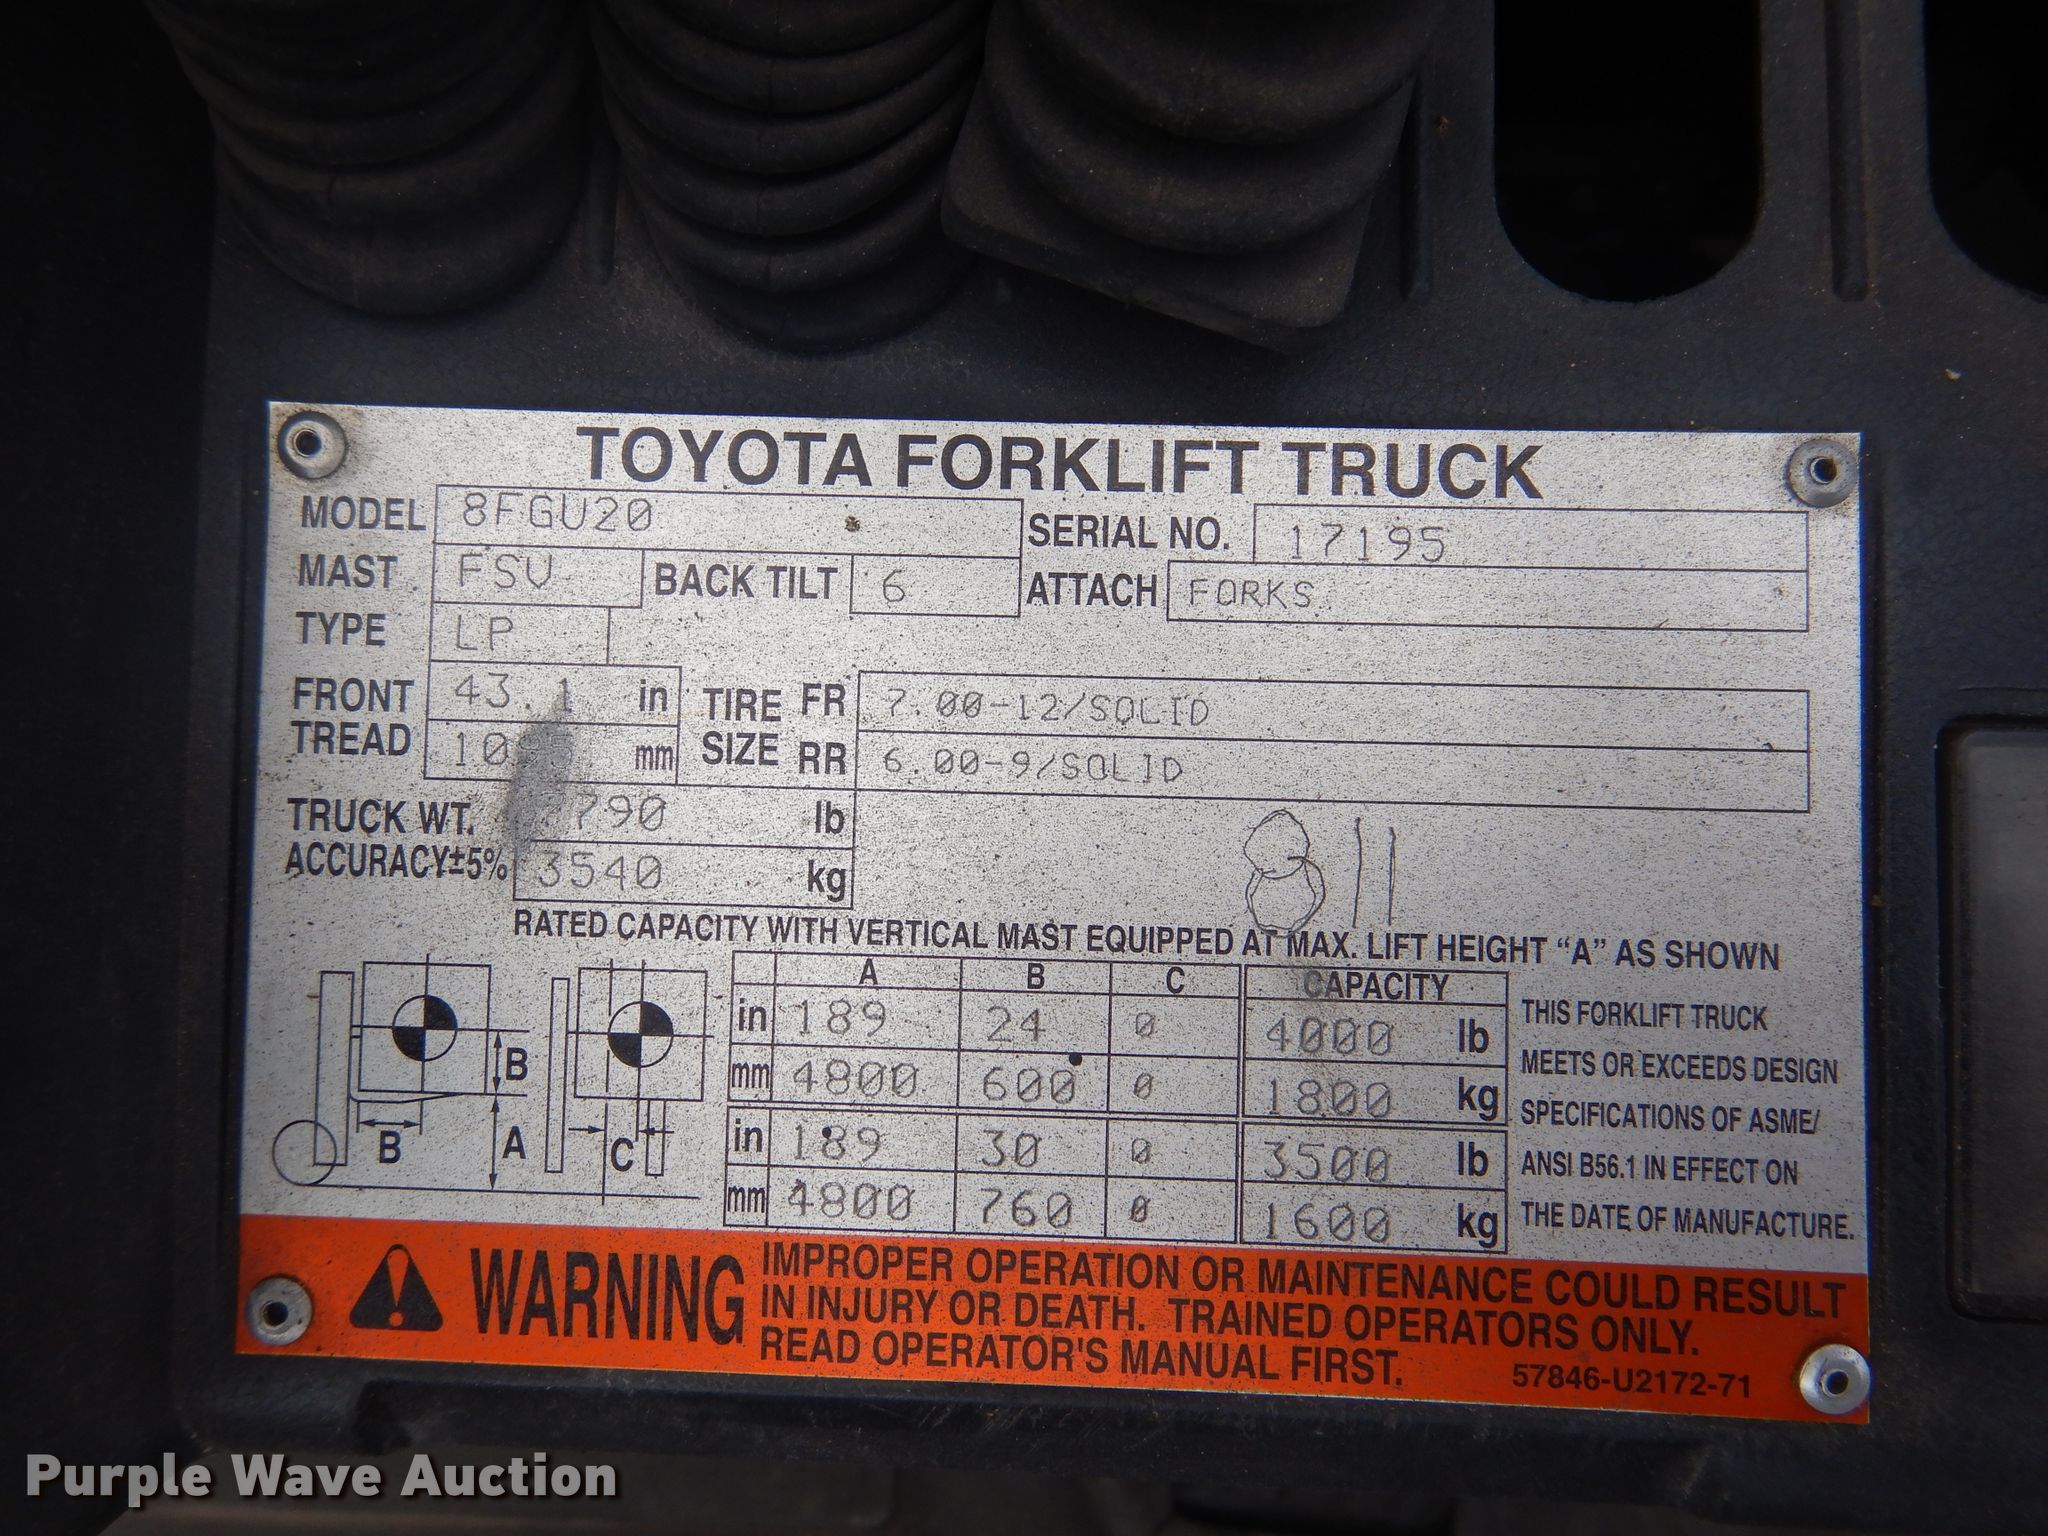 TOYOTA FORKLIFT TRUCK
MODEL 8FGU20 SERIAL NO. 17195
MAST FSV BACK TILT 6 ATTACH FORKS
TYPE LP
FRONT TREAD 43.1 in
mm
TIRE SIZE FR 7.00-12/SOLID
RR 6.00-9/SOLID
TRUCK WT. lb
ACCURACY±5% 3540 kg
811
RATED CAPACITY WITH VERTICAL MAST EQUIPPED AT MAX. LIFT HEIGHT "A" AS SHOWN
A B C CAPACITY
in 189 24 0 4000 lb
mm 4800 600 0 1800 kg
in 189 30 0 3500 lb
mm 4800 760 0 1600 kg
B
B
A
C
THIS FORKLIFT TRUCK
MEETS OR EXCEEDS DESIGN
SPECIFICATIONS OF ASME/
ANSI B56.1 IN EFFECT ON
THE DATE OF MANUFACTURE.
WARNING
IMPROPER OPERATION OR MAINTENANCE COULD RESULT
IN INJURY OR DEATH. TRAINED OPERATORS ONLY.
READ OPERATOR'S MANUAL FIRST.
57846-U2172-71
Purple Wave Auction